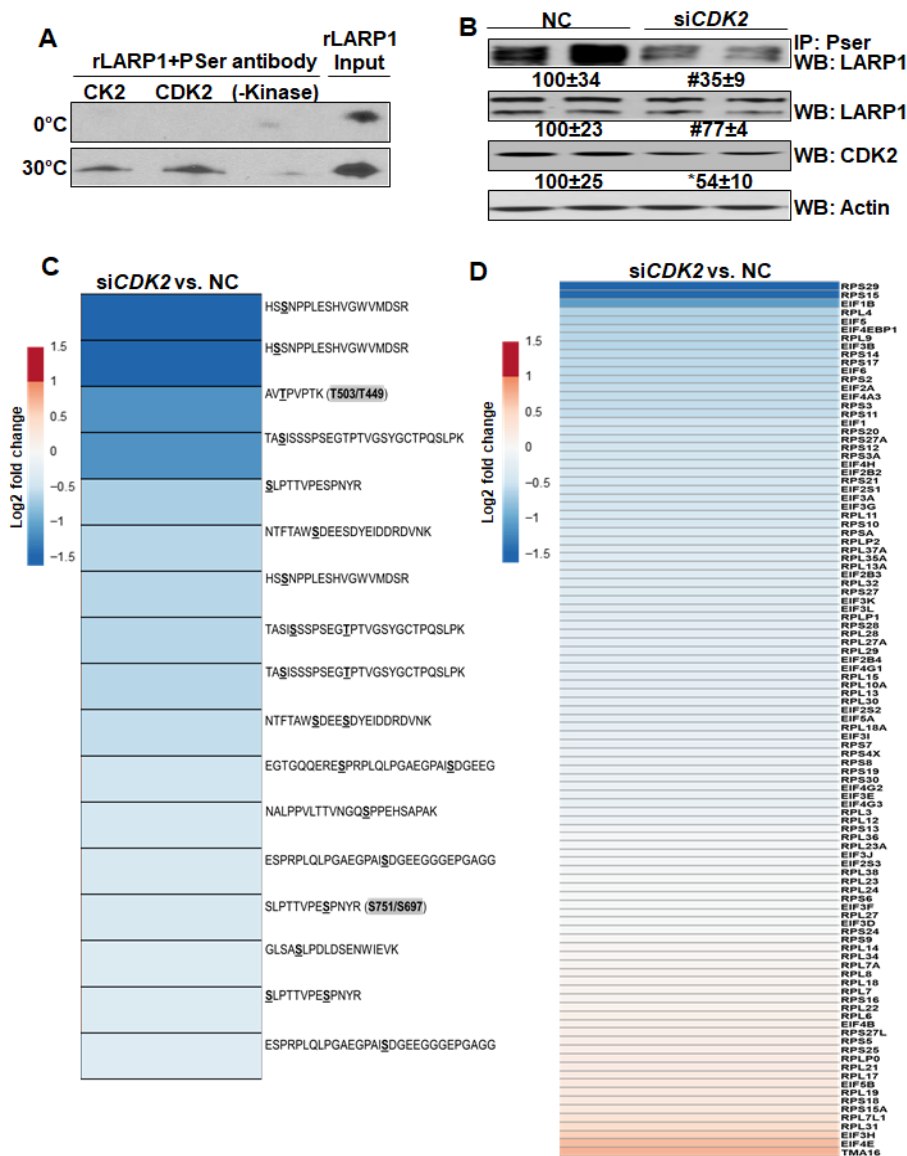 A
rLARP1+PSer antibody
rLARP1
Input
CK2 CDK2 (-Kinase)
0°C
30°C
B
NC siCDK2
IP: Pser
WB: LARP1
100±34 #35±9
WB: LARP1
100±23 #77±4
WB: CDK2
100±25 *54±10
WB: Actin
C
siCDK2 vs. NC
Log2 fold change
1.5
1
0.5
0
−0.5
−1
−1.5
HSSNPPLESHVGWVMDSR
HSSNPPLESHVGWVMDSR
AVTPVPTK (T503/T449)
TASISSSPSEGTPTVGSYGCTPQSLPK
SLPTTVPESPNYR
NTFTAWSDEESDYEIDDRDVNK
HSSNPPLESHVGWVMDSR
TASISSSPSEGTPTVGSYGCTPQSLPK
TASISSSPSEGTPTVGSYGCTPQSLPK
NTFTAWSDEESDYEIDDRDVNK
EGTGQQERESPRPLQLPGAEGPAISDGEEG
NALPPVLTTVNGQSPPEHSAPAK
ESPRPLQLPGAEGPAISDGEEGGGEPGAGG
SLPTTVPESPNYR (S751/S697)
GLSASLPDLDSENWIEVK
SLPTTVPESPNYR
ESPRPLQLPGAEGPAISDGEEGGGEPGAGG
D
siCDK2 vs. NC
Log2 fold change
1.5
1
0.5
0
−0.5
−1
−1.5
RPS29
RPS15
EIF1B
RPL4
EIF5
EIF4EBP1
RPL9
EIF3B
RPS14
RPS17
EIF6
RPS2
EIF2A
EIF4A3
RPS3
RPS11
EIF1
RPS20
RPS27A
RPS12
RPS3A
EIF4H
EIF2B2
RPS21
EIF2S1
EIF3A
EIF3G
RPL11
RPS10
RPSA
RPLP2
RPL37A
RPL35A
RPL13A
EIF2B3
RPL32
RPS27
EIF3K
EIF3L
RPLP1
RPS28
RPL28
RPL27A
RPL29
EIF2B4
EIF4G1
RPL15
RPL10A
RPL13
RPL30
EIF2S2
EIF5A
RPL18A
EIF3I
RPS7
RPS4X
RPS8
RPS19
RPS30
EIF4G2
EIF3E
EIF4G3
RPL3
RPL12
RPS13
RPL36
RPL23A
EIF3J
EIF2S3
RPL38
RPL23
RPL24
RPS6
EIF3F
RPL27
EIF3D
RPS24
RPS9
RPL14
RPL34
RPL7A
RPL8
RPL18
RPL7
RPS16
RPL22
RPL6
EIF4B
RPS27L
RPS5
RPS25
RPLP0
RPL21
RPL17
EIF5B
RPL19
RPS18
RPS15A
RPL7L1
RPL31
EIF3H
EIF4E
TMA16